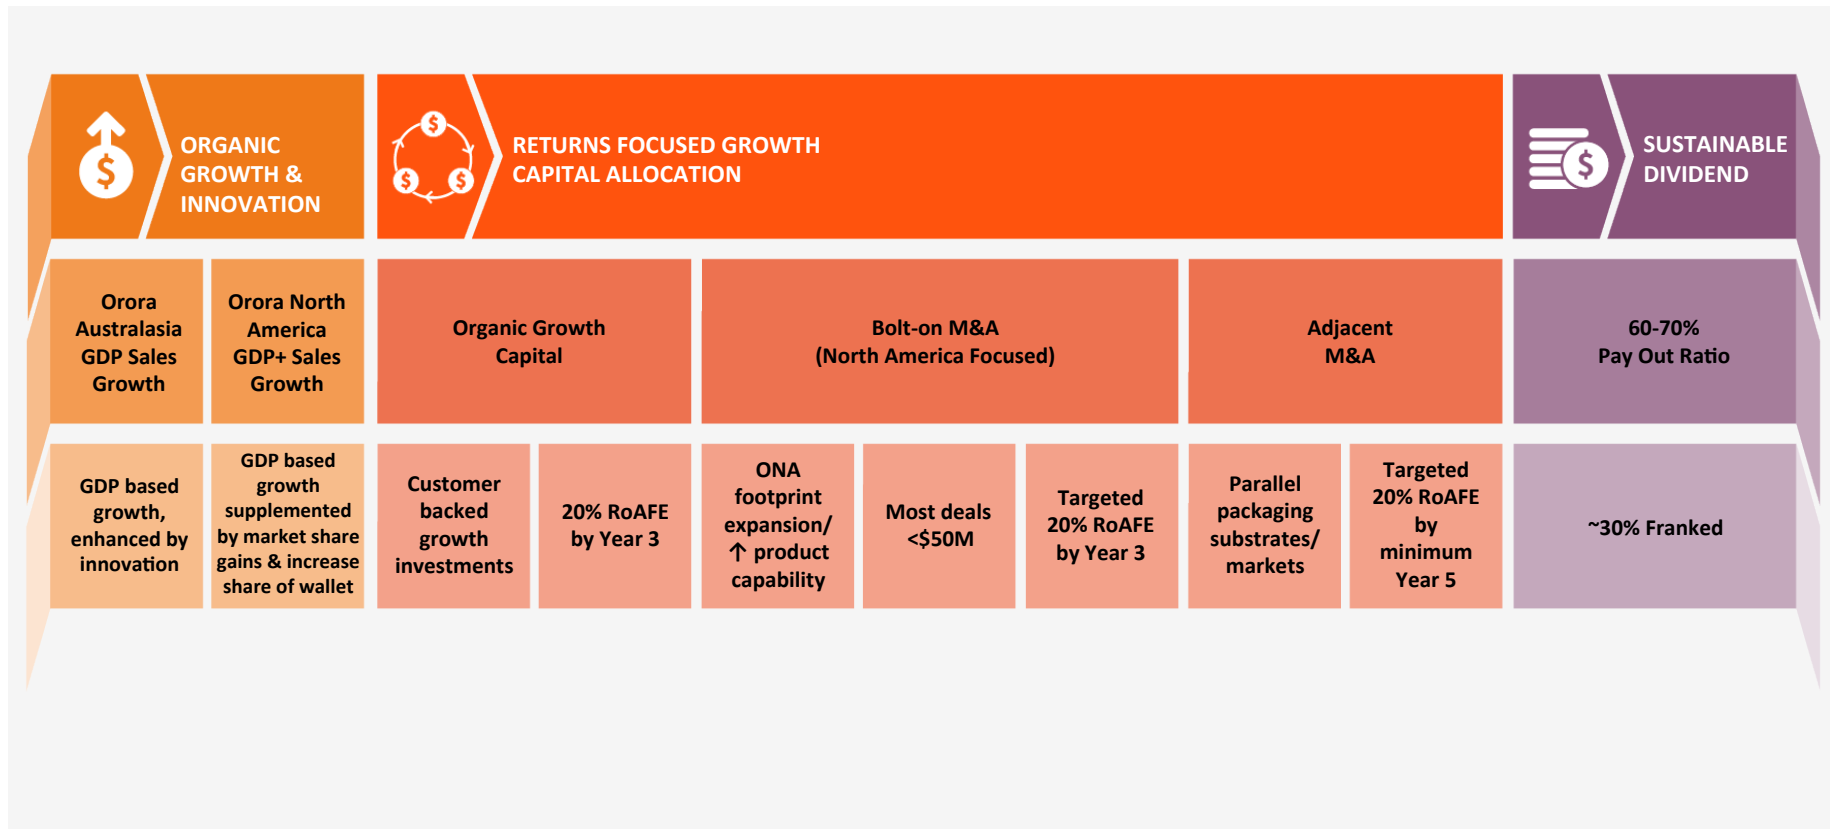 ORGANIC
GROWTH &
INNOVATION
RETURNS FOCUSED GROWTH
CAPITAL ALLOCATION
SUSTAINABLE
DIVIDEND
Orora
Australasia
GDP Sales
Growth
Orora North
America
GDP+ Sales
Growth
Organic Growth
Capital
Bolt-on M&A
(North America Focused)
Adjacent
M&A
60-70%
Pay Out Ratio
GDP based
growth,
enhanced by
innovation
GDP based
growth
supplemented
by market share
gains & increase
share of wallet
Customer
backed
growth
investments
20% RoAFE
by Year 3
ONA
footprint
expansion/
↑ product
capability
Most deals
<$50M
Targeted
20% RoAFE
by Year 3
Parallel
packaging
substrates/
markets
Targeted
20% RoAFE
by
minimum
Year 5
~30% Franked